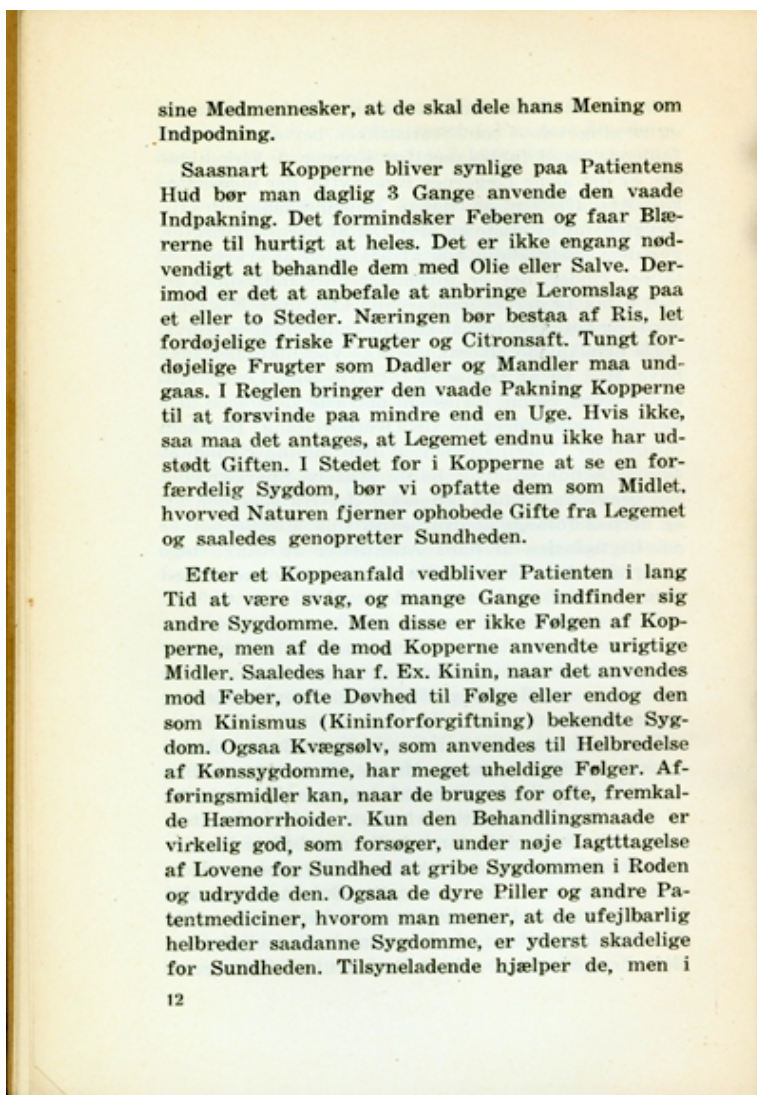 sine Medmennesker, at de skal dele hans Mening om
Indpodning.
Saasnart Kopperne bliver synlige paa Patientens
Hud bør man daglig 3 Gange anvende den vaade
Indpakning. Det formindsker Feberen og faar Blæ-
rerne til hurtigt at heles. Det er ikke engang nød-
vendigt at behandle dem med Olie eller Salve. Der-
imod er det at anbefale at anbringe Leromslag paa
et eller to Steder. Næringen bør bestaa af Ris, let
fordøjelige friske Frugter og Citronsaft. Tungt for-
døjelige Frugter som Dadler og Mandler maa und-
gaas. I Reglen bringer den vaade Pakning Kopperne
til at forsvinde paa mindre end en Uge. Hvis ikke,
saa maa det antages, at Legemet endnu ikke har ud-
stødt Giften. I Stedet for i Kopperne at se en for-
færdelig Sygdom, bør vi opfatte dem som Midlet.
hvorved Naturen fjerner ophobede Gifte fra Legemet
og saaledes genopretter Sundheden.
Efter et Koppeanfald vedbliver Patienten i lang
Tid at være svag, og mange Gange indfinder sig
andre Sygdomme. Men disse er ikke Følgen af Kop-
perne, men af de mod Kopperne anvendte urigtige
Midler. Saaledes har f. Ex. Kinin, naar det anvendes
mod Feber, ofte Døvhed til Følge eller endog den
som Kinismus (Kininforforgiftning) bekendte Syg-
dom. Ogsaa Kvægsølv, som anvendes til Helbredelse
af Kønssygdomme, har meget uheldige Følger. Af-
føringsmidler kan, naar de bruges for ofte, fremkal-
de Hæmorrhoider. Kun den Behandlingsmaade er
virkelig god, som forsøger, under nøje Iagtttagelse
af Lovene for Sundhed at gribe Sygdommen i Roden
og udrydde den. Ogsaa de dyre Piller og andre Pa-
tentmediciner, hvorom man mener, at de ufejlbarlig
helbreder saadanne Sygdomme, er yderst skadelige
for Sundheden. Tilsyneladende hjælper de, men i
12